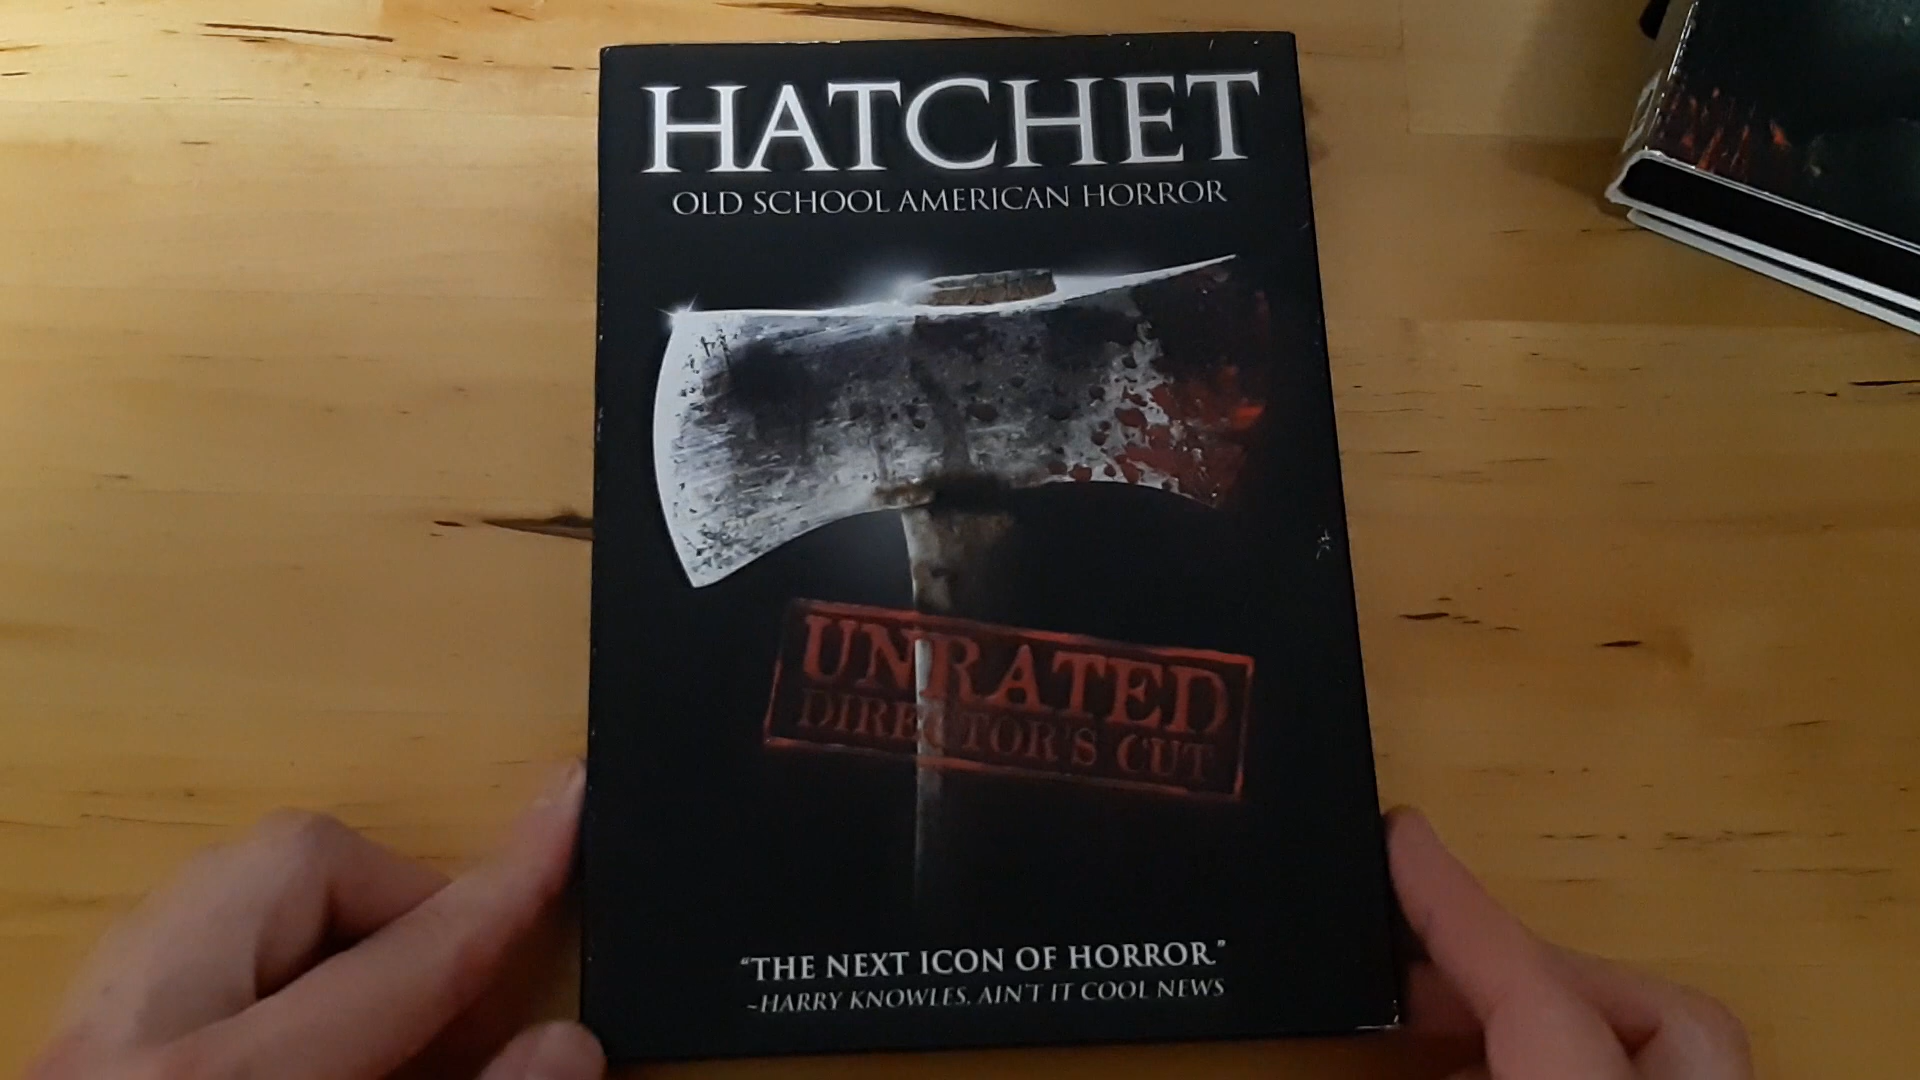 HATCHET
OLD SCHOOL AMERICAN HORROR
UNRATED
DIRECTOR'S CUT
"THE NEXT ICON OF HORROR."
~HARRY KNOWLES, AIN'T IT COOL NEWS